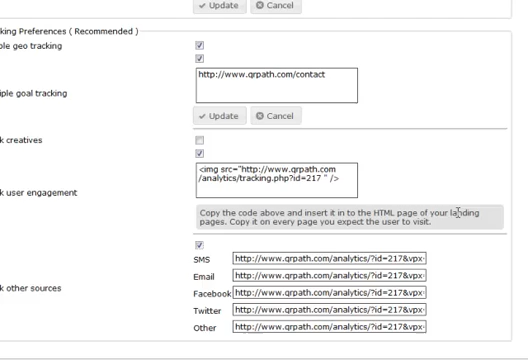 Update Cancel
king Preferences ( Recommended )
ble geo tracking
http://www.qrpath.com/contact
iple goal tracking
Update Cancel
k creatives
<img src="http://www.qrpath.com
/analytics/tracking.php?id=217 " />
k user engagement
Copy the code above and insert it in to the HTML page of your landing
pages. Copy it on every page you expect the user to visit.
SMS http://www.qrpath.com/analytics/?id=217&vpx-
Email http://www.qrpath.com/analytics/?id=217&vpx-
k other sources
Facebook http://www.qrpath.com/analytics/?id=217&vpx-
Twitter http://www.qrpath.com/analytics/?id=217&vpx-
Other http://www.qrpath.com/analytics/?id=217&vpx-